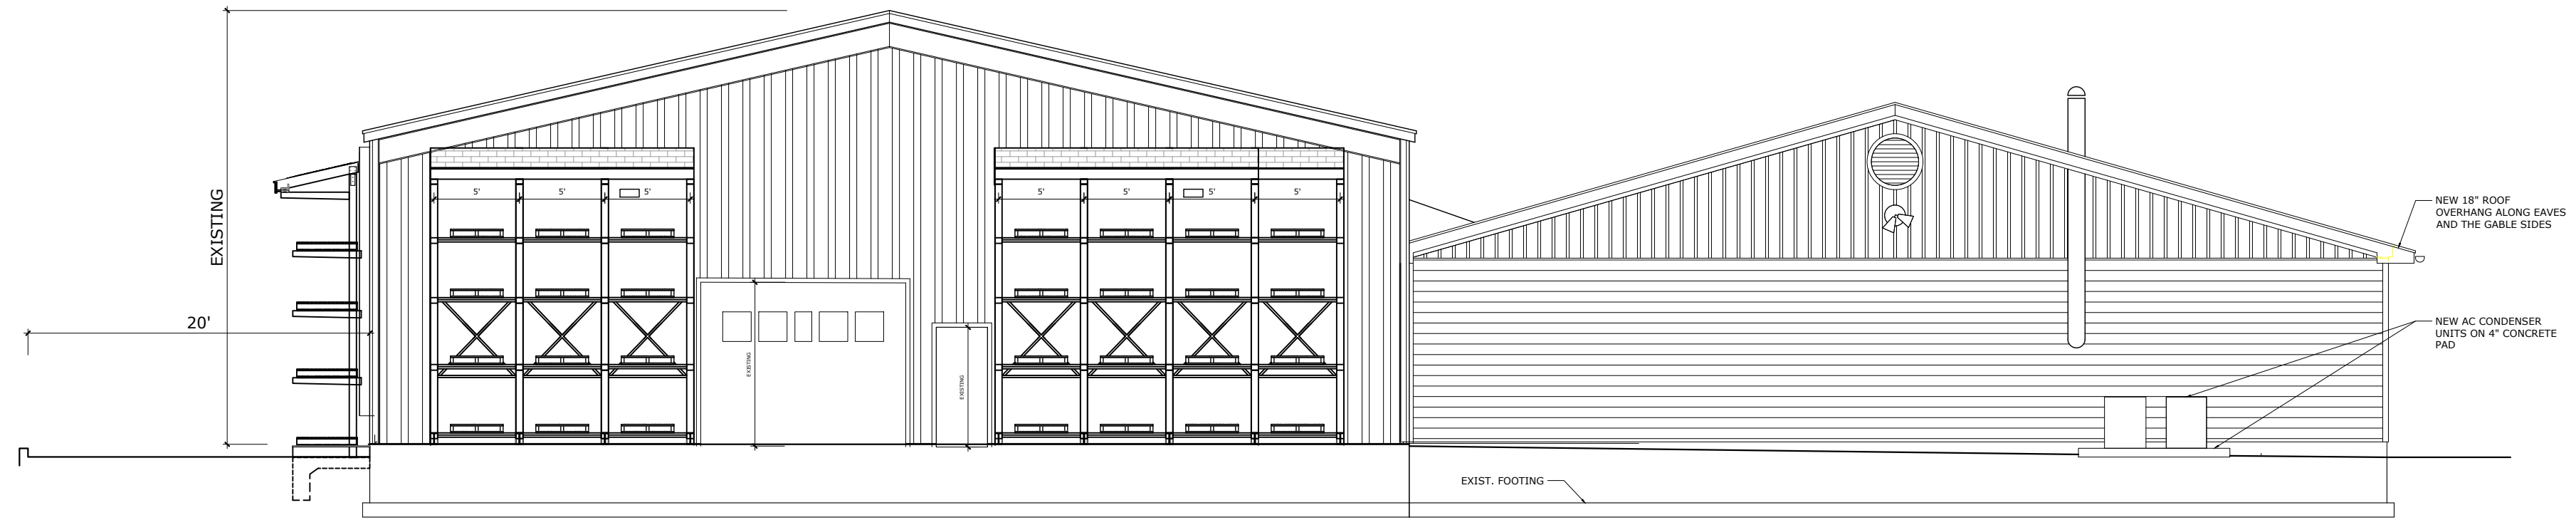 EXISTING
20'
5'
5'
5'
EXISTING
EXISTING
5'
5'
5'
5'
NEW 18" ROOF
OVERHANG ALONG EAVES
AND THE GABLE SIDES
NEW AC CONDENSER
UNITS ON 4" CONCRETE
PAD
EXIST. FOOTING